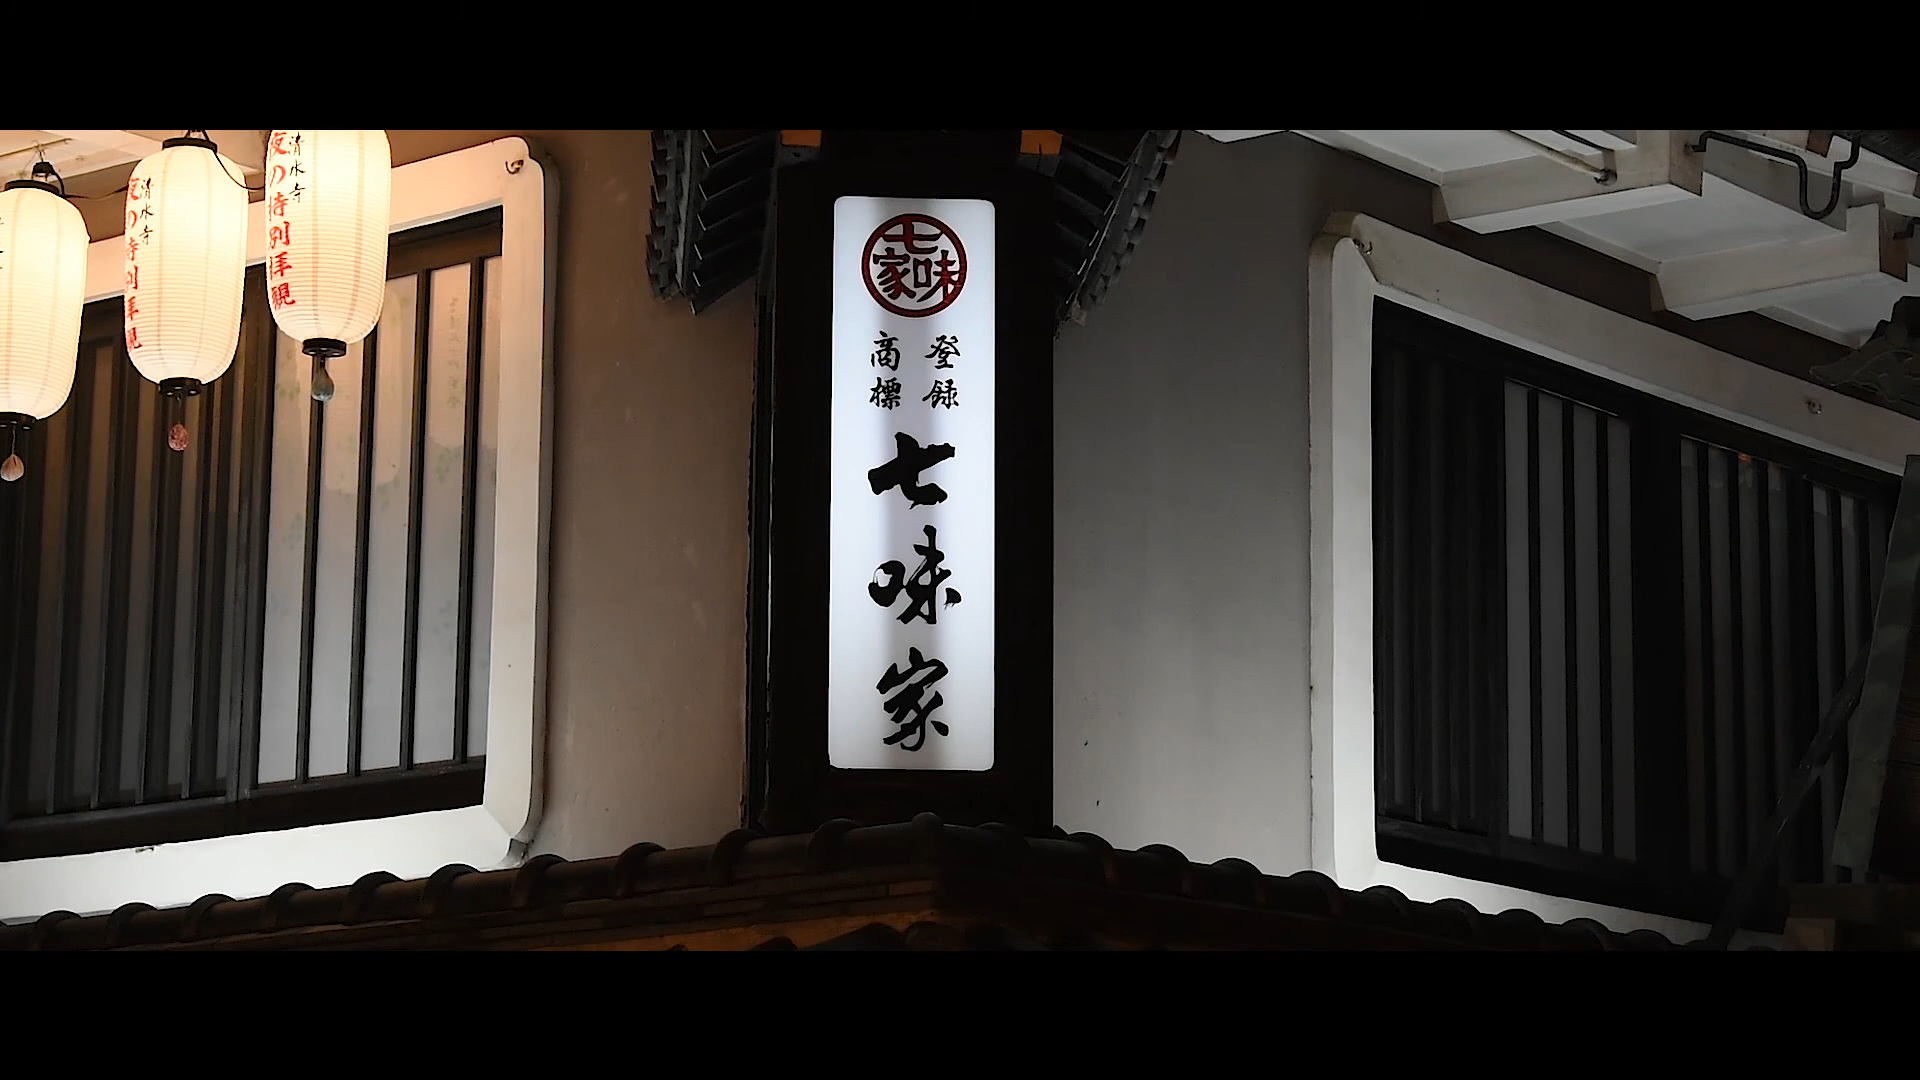 七味家
登録
商標
七味家
清水寺
夜の特別拝観
清水寺
夜の特別拝観